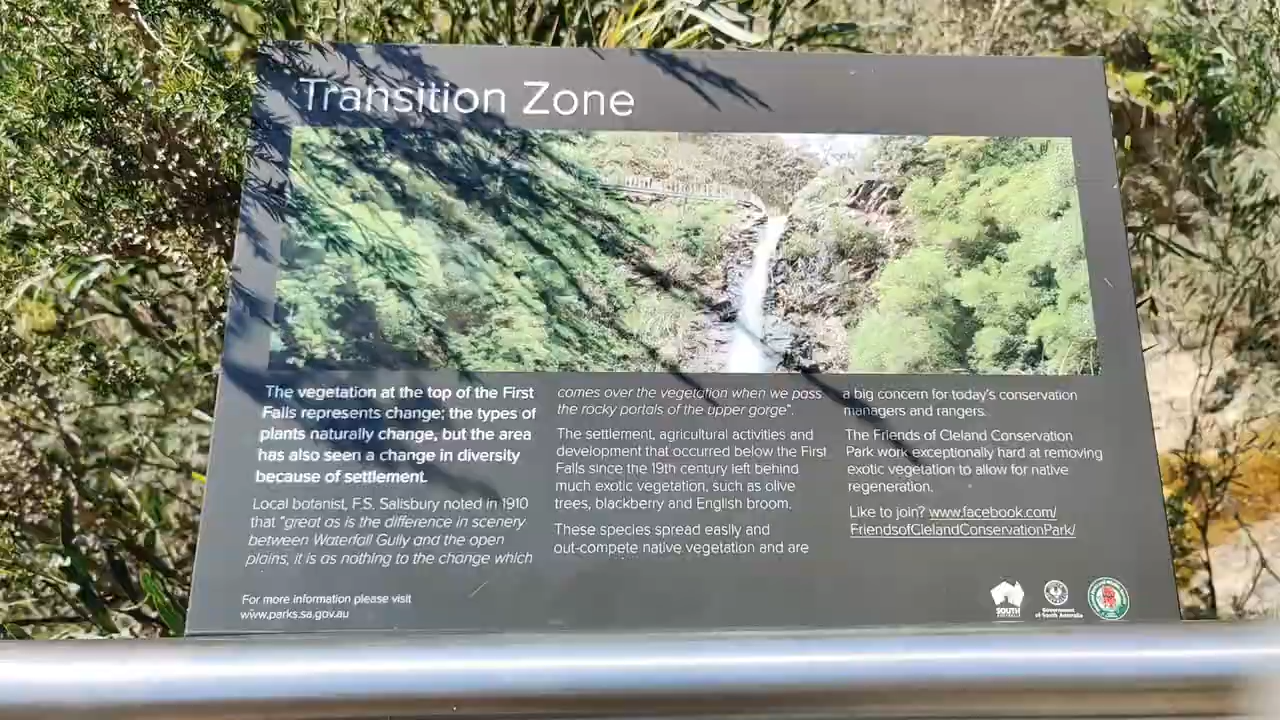 Transition Zone
The vegetation at the top of the First
Falls represents change; the types of
plants naturally change, but the area
has also seen a change in diversity
because of settlement.
Local botanist, F.S. Salisbury noted in 1910
that "great as is the difference in scenery
between Waterfall Gully and the open
plains, it is as nothing to the change which
comes over the vegetation when we pass
the rocky portals of the upper gorge".
The settlement, agricultural activities and
development that occurred below the First
Falls since the 19th century left behind
much exotic vegetation, such as olive
trees, blackberry and English broom.
These species spread easily and
out-compete native vegetation and are
a big concern for today's conservation
managers and rangers.
The Friends of Cleland Conservation
Park work exceptionally hard at removing
exotic vegetation to allow for native
regeneration.
Like to join? www.facebook.com/
FriendsofClelandConservationPark/
For more information please visit
www.parks.sa.gov.au
SOUTH
AUSTRALIA
Government
of South Australia